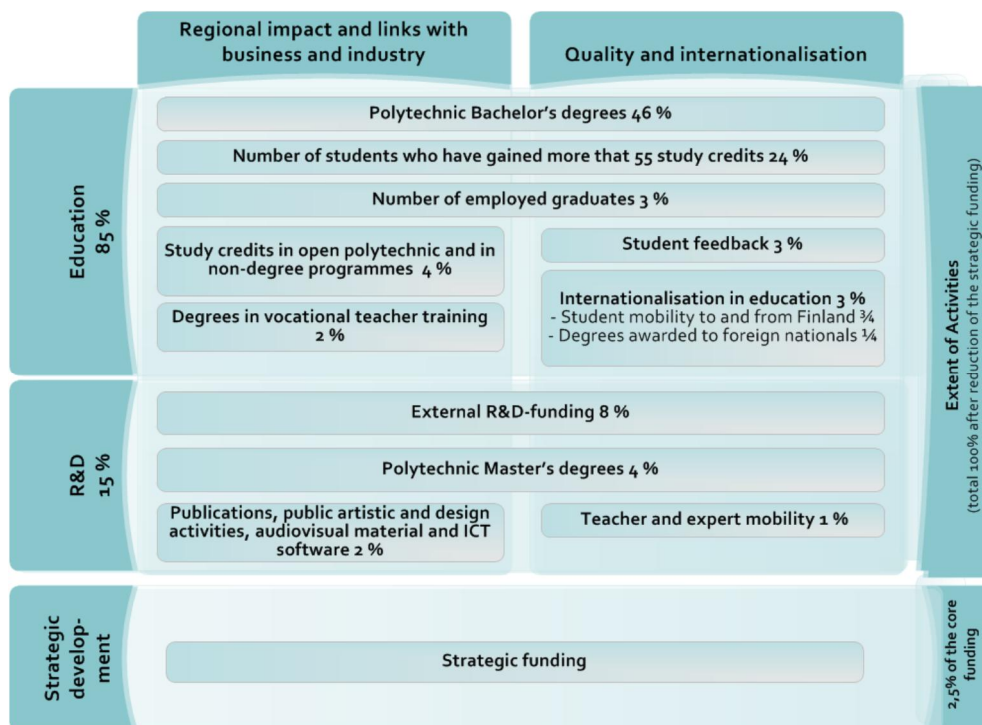 Regional impact and links with
business and industry
Quality and internationalisation
Education
85 %
Polytechnic Bachelor's degrees 46 %
Number of students who have gained more that 55 study credits 24 %
Number of employed graduates 3 %
Study credits in open polytechnic and in
non-degree programmes 4 %
Degrees in vocational teacher training
2 %
Student feedback 3 %
Internationalisation in education 3 %
- Student mobility to and from Finland ¾
- Degrees awarded to foreign nationals ¼
R&D
15 %
External R&D-funding 8 %
Polytechnic Master's degrees 4 %
Publications, public artistic and design
activities, audiovisual material and ICT
software 2 %
Teacher and expert mobility 1 %
Extent of Activities
(total 100% after reduction of the strategic funding)
Strategic
develop-
ment
Strategic funding
2,5% of the core
funding